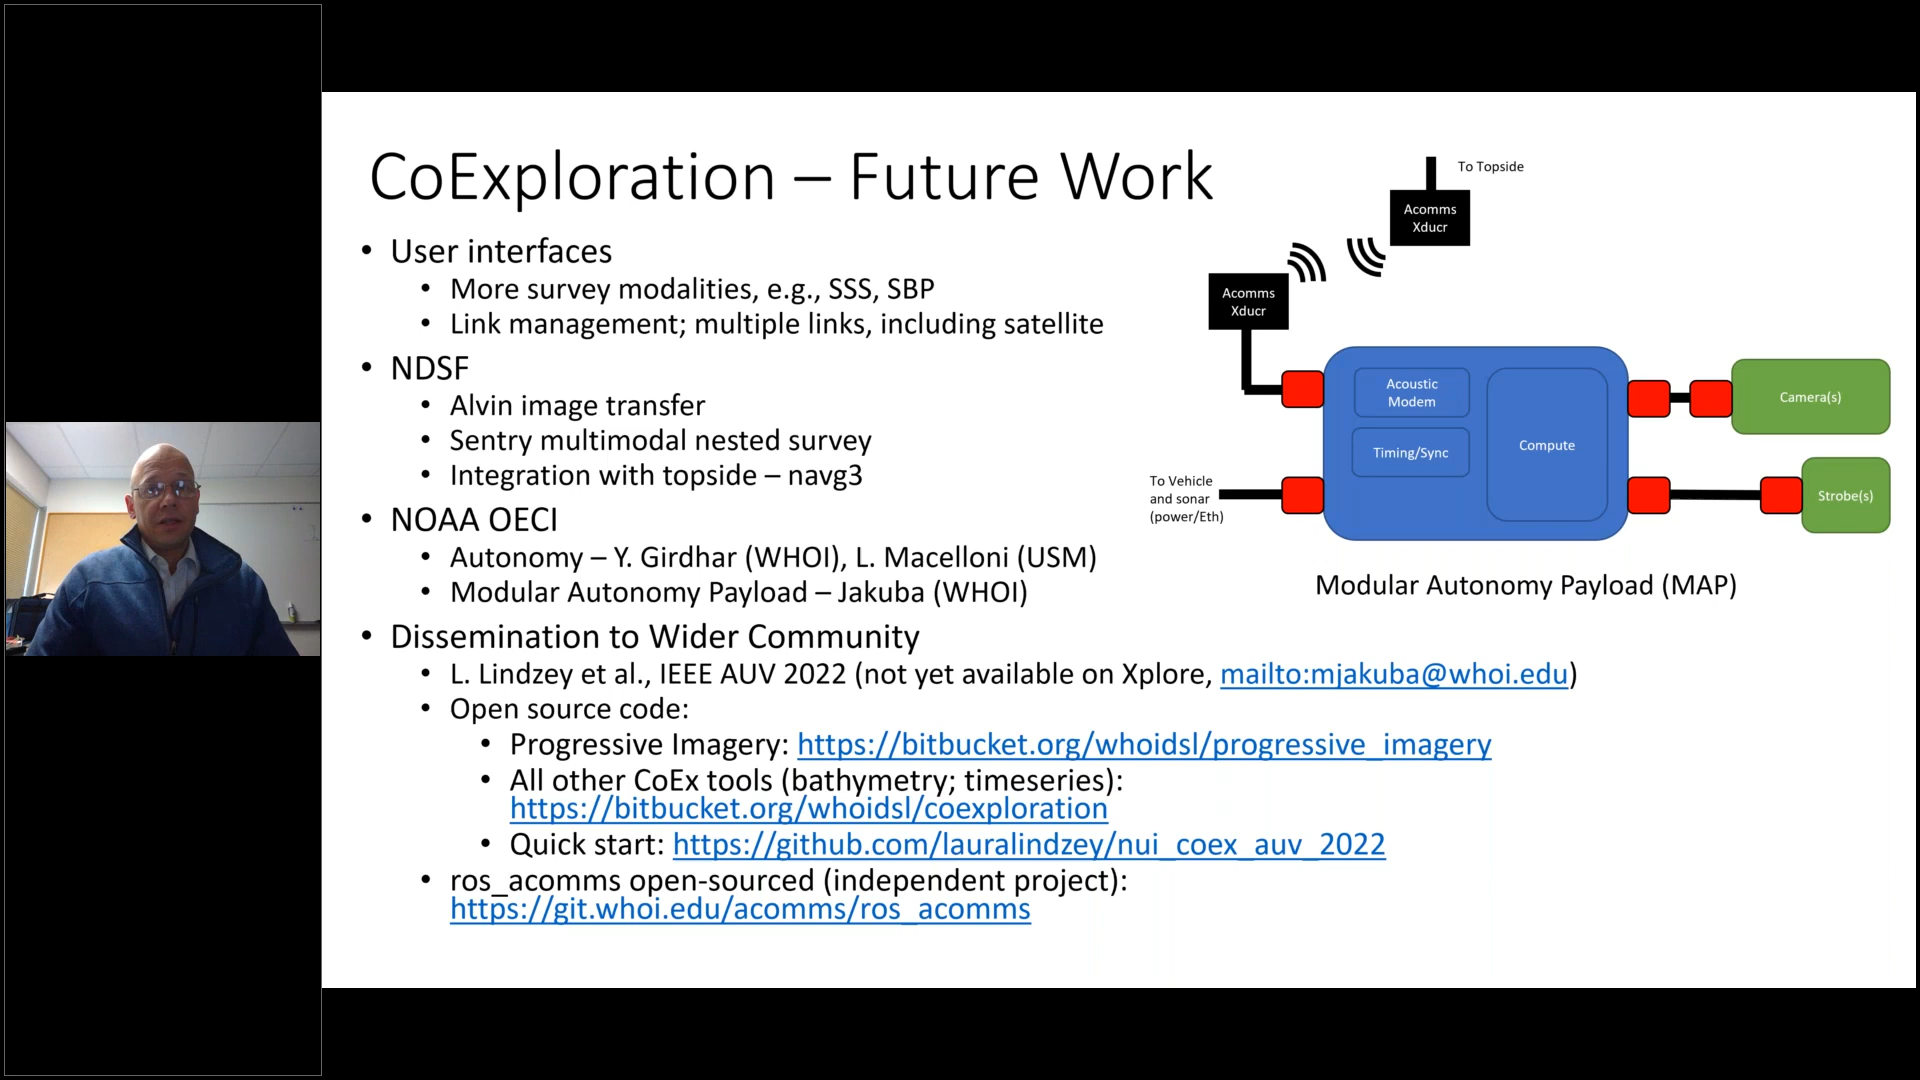 CoExploration – Future Work
• User interfaces
• More survey modalities, e.g., SSS, SBP
• Link management; multiple links, including satellite
• NDSF
• Alvin image transfer
• Sentry multimodal nested survey
• Integration with topside – navg3
• NOAA OECI
• Autonomy – Y. Girdhar (WHOI), L. Macelloni (USM)
• Modular Autonomy Payload – Jakuba (WHOI)
• Dissemination to Wider Community
• L. Lindzey et al., IEEE AUV 2022 (not yet available on Xplore, mailto:mjakuba@whoi.edu)
• Open source code:
• Progressive Imagery: https://bitbucket.org/whoidsl/progressive_imagery
• All other CoEx tools (bathymetry; timeseries):
https://bitbucket.org/whoidsl/coexploration
• Quick start: https://github.com/lauralindzey/nui_coex_auv_2022
• ros_acomms open-sourced (independent project):
https://git.whoi.edu/acomms/ros_acomms
To Topside
Acomms
Xducr
Acomms
Xducr
Acoustic
Modem
Timing/Sync
Compute
Camera(s)
Strobe(s)
To Vehicle
and sonar
(power/Eth)
Modular Autonomy Payload (MAP)